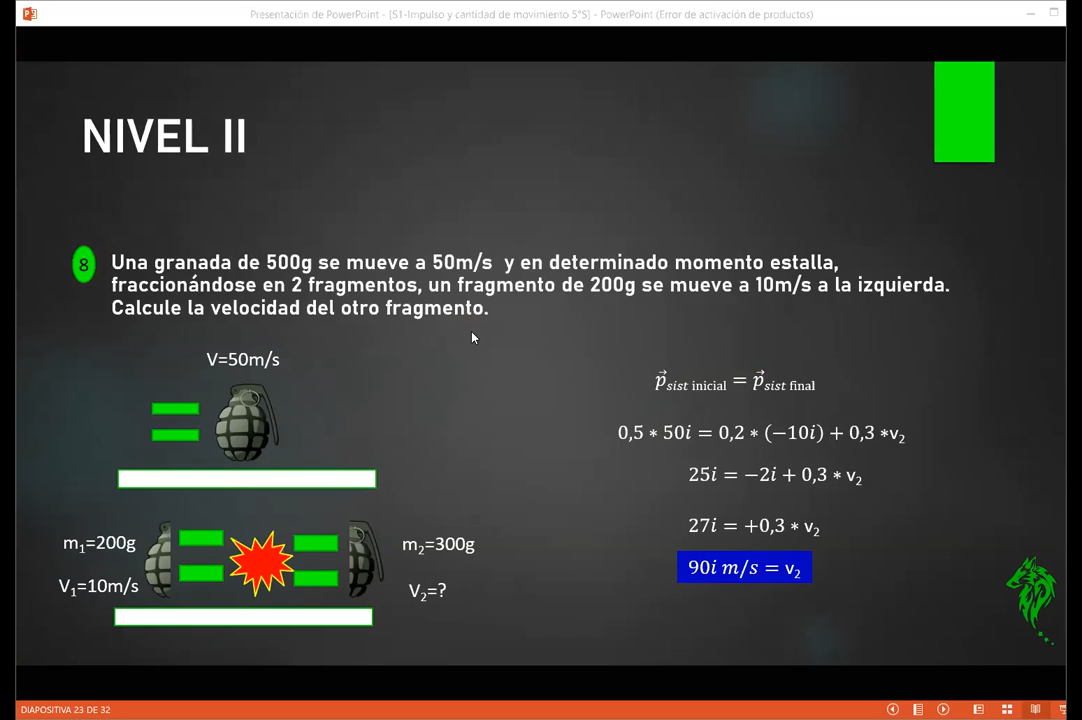 Presentación de PowerPoint - [S1-Impulso y cantidad de movimiento 5°S] - PowerPoint (Error de activación de productos)
NIVEL II
8
Una granada de 500g se mueve a 50m/s y en determinado momento estalla,
fraccionándose en 2 fragmentos, un fragmento de 200g se mueve a 10m/s a la izquierda.
Calcule la velocidad del otro fragmento.
V=50m/s
m₁=200g
V₁=10m/s
m₂=300g
V₂=?
p⃗ₛᵢₛₜ inicial = p⃗ₛᵢₛₜ final
0,5 ∗ 50i = 0,2 ∗ (−10i) + 0,3 ∗v₂
25i = −2i + 0,3 ∗ v₂
27i = +0,3 ∗ v₂
90i m/s = v₂
DIAPOSITIVA 23 DE 32